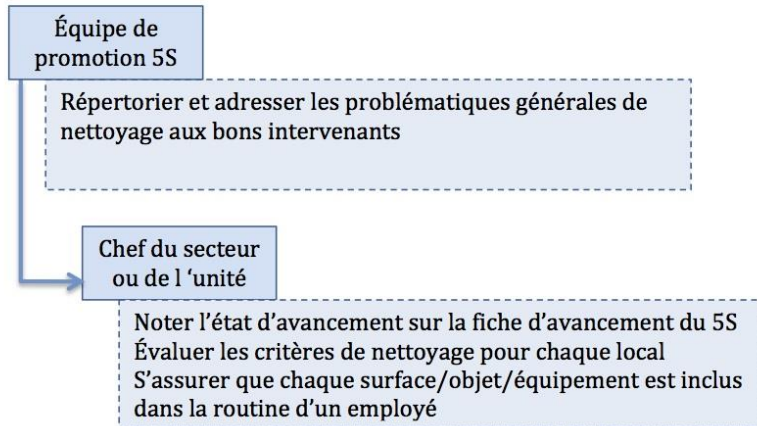 Équipe de
promotion 5S
Répertorier et adresser les problématiques générales de
nettoyage aux bons intervenants
Chef du secteur
ou de l ‘unité
Noter l’état d’avancement sur la fiche d’avancement du 5S
Évaluer les critères de nettoyage pour chaque local
S’assurer que chaque surface/objet/équipement est inclus
dans la routine d’un employé